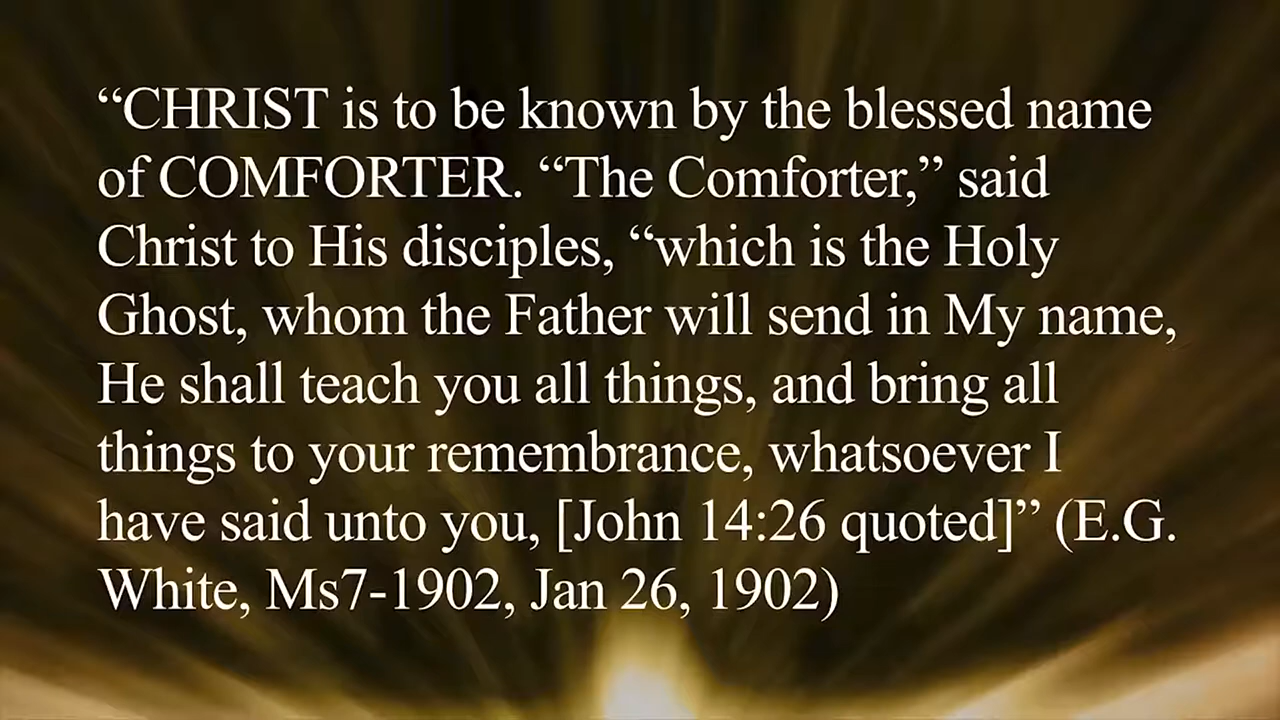 “CHRIST is to be known by the blessed name
of COMFORTER. “The Comforter,” said
Christ to His disciples, “which is the Holy
Ghost, whom the Father will send in My name,
He shall teach you all things, and bring all
things to your remembrance, whatsoever I
have said unto you, [John 14:26 quoted]” (E.G.
White, Ms7-1902, Jan 26, 1902)